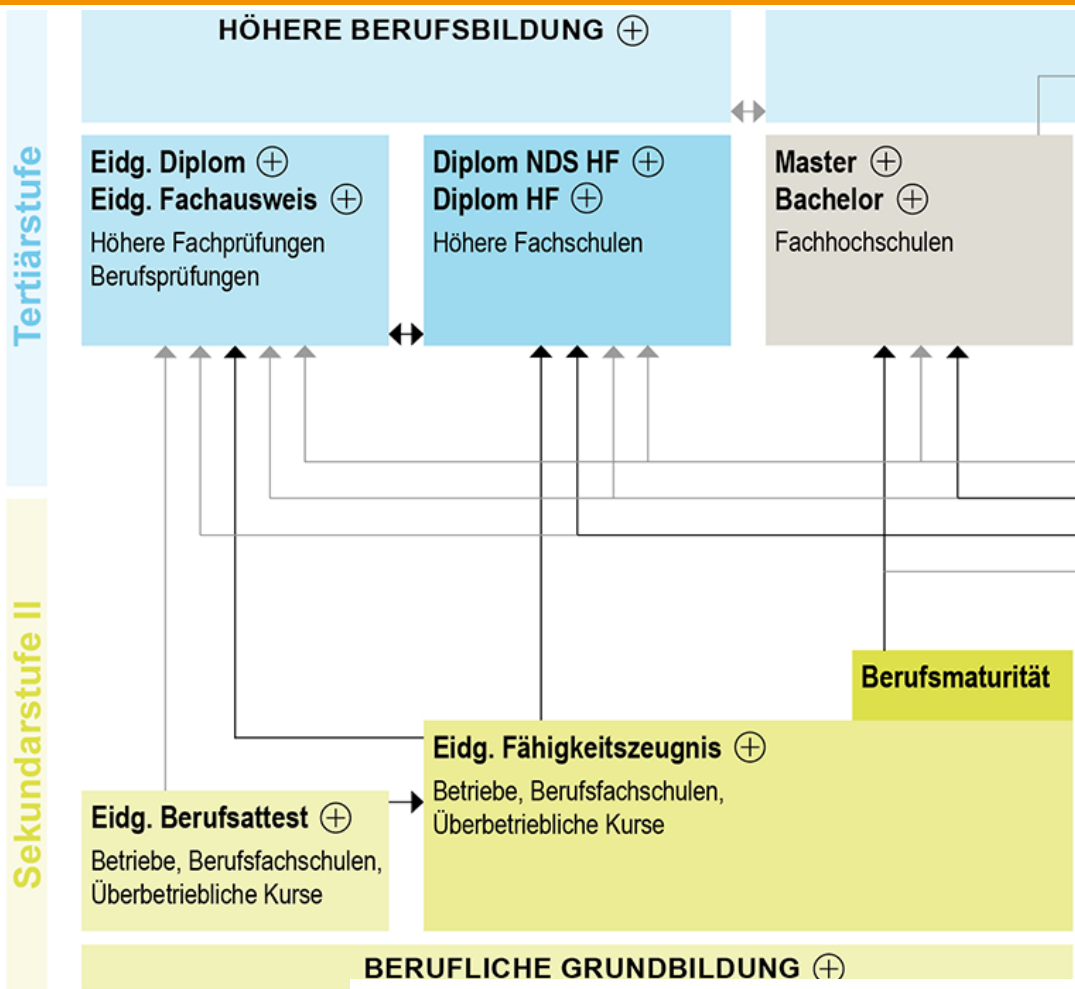 HÖHERE BERUFSBILDUNG
Tertiärstufe
Eidg. Diplom
Eidg. Fachausweis
Höhere Fachprüfungen
Berufsprüfungen
Diplom NDS HF
Diplom HF
Höhere Fachschulen
Master
Bachelor
Fachhochschulen
Sekundarstufe II
Berufsmaturität
Eidg. Fähigkeitszeugnis
Betriebe, Berufsfachschulen,
Überbetriebliche Kurse
Eidg. Berufsattest
Betriebe, Berufsfachschulen,
Überbetriebliche Kurse
BERUFLICHE GRUNDBILDUNG